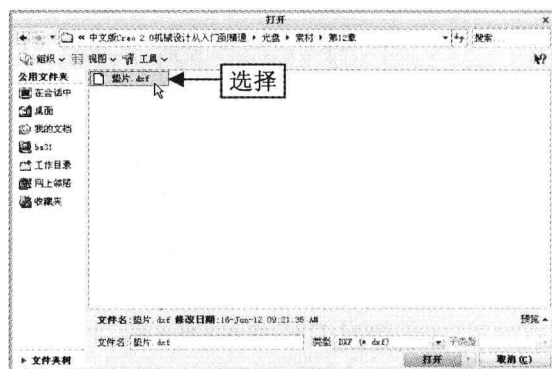 打开
« 中文版Creo 2.0机械设计从入门到精通 ▸ 光盘 ▸ 素材 ▸ 第12章 搜索...
组织 视图 工具
公用文件夹
在会话中
桌面
我的文档
bs31
工作目录
网上邻居
收藏夹
垫片.dxf
选择
文件名:垫片.dxf 修改日期:16-Jun-12 09:21:35 AM 预览
文件名: 垫片.dxf 类型 DXF (*.dxf) 子类型
▸ 文件夹树 打开 取消(C)